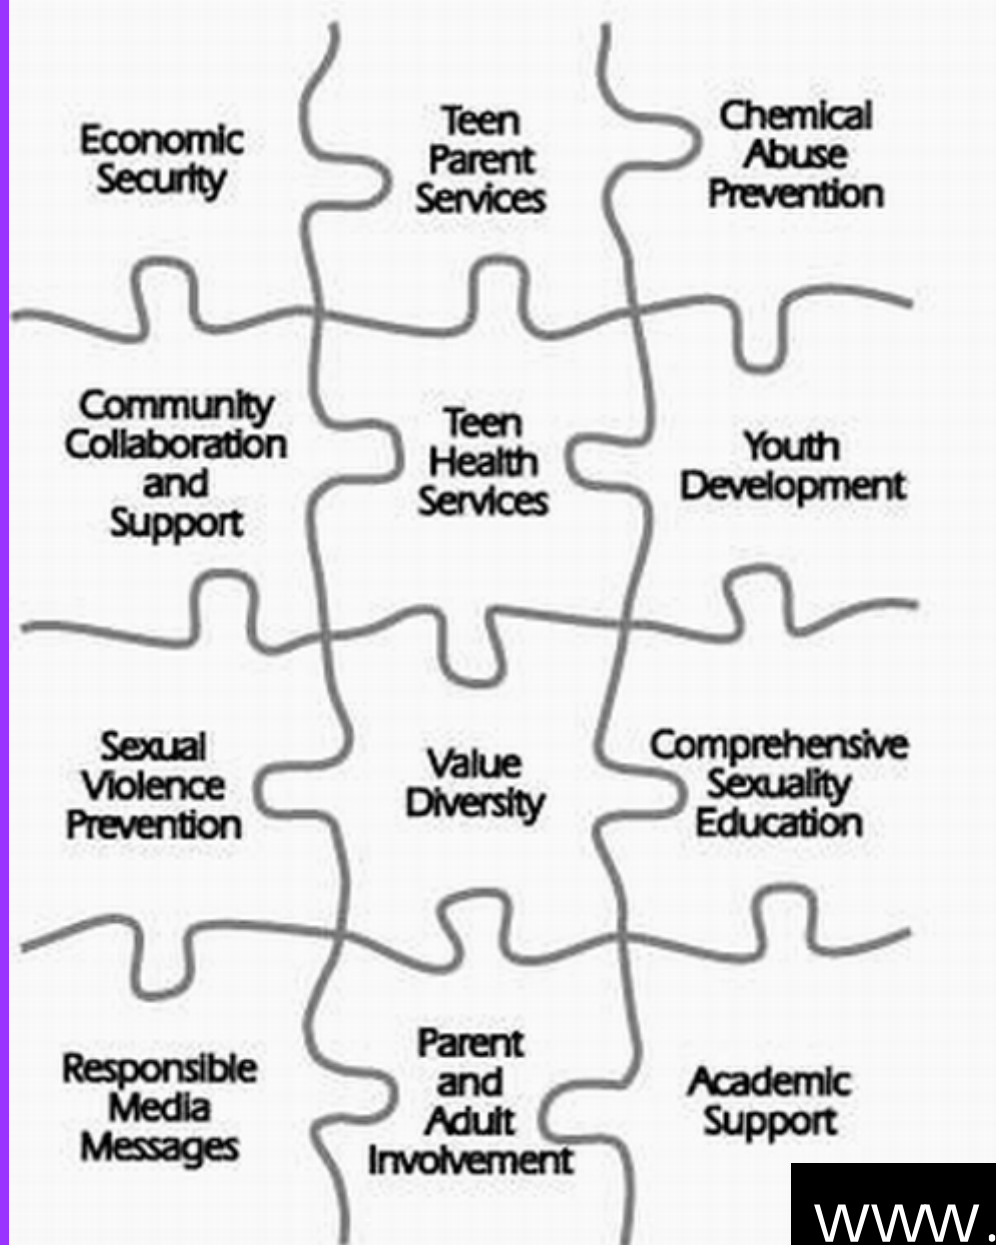 Economic
Security
Teen
Parent
Services
Chemical
Abuse
Prevention
Community
Collaboration
and
Support
Teen
Health
Services
Youth
Development
Sexual
Violence
Prevention
Value
Diversity
Comprehensive
Sexuality
Education
Responsible
Media
Messages
Parent
and
Adult
Involvement
Academic
Support
www.